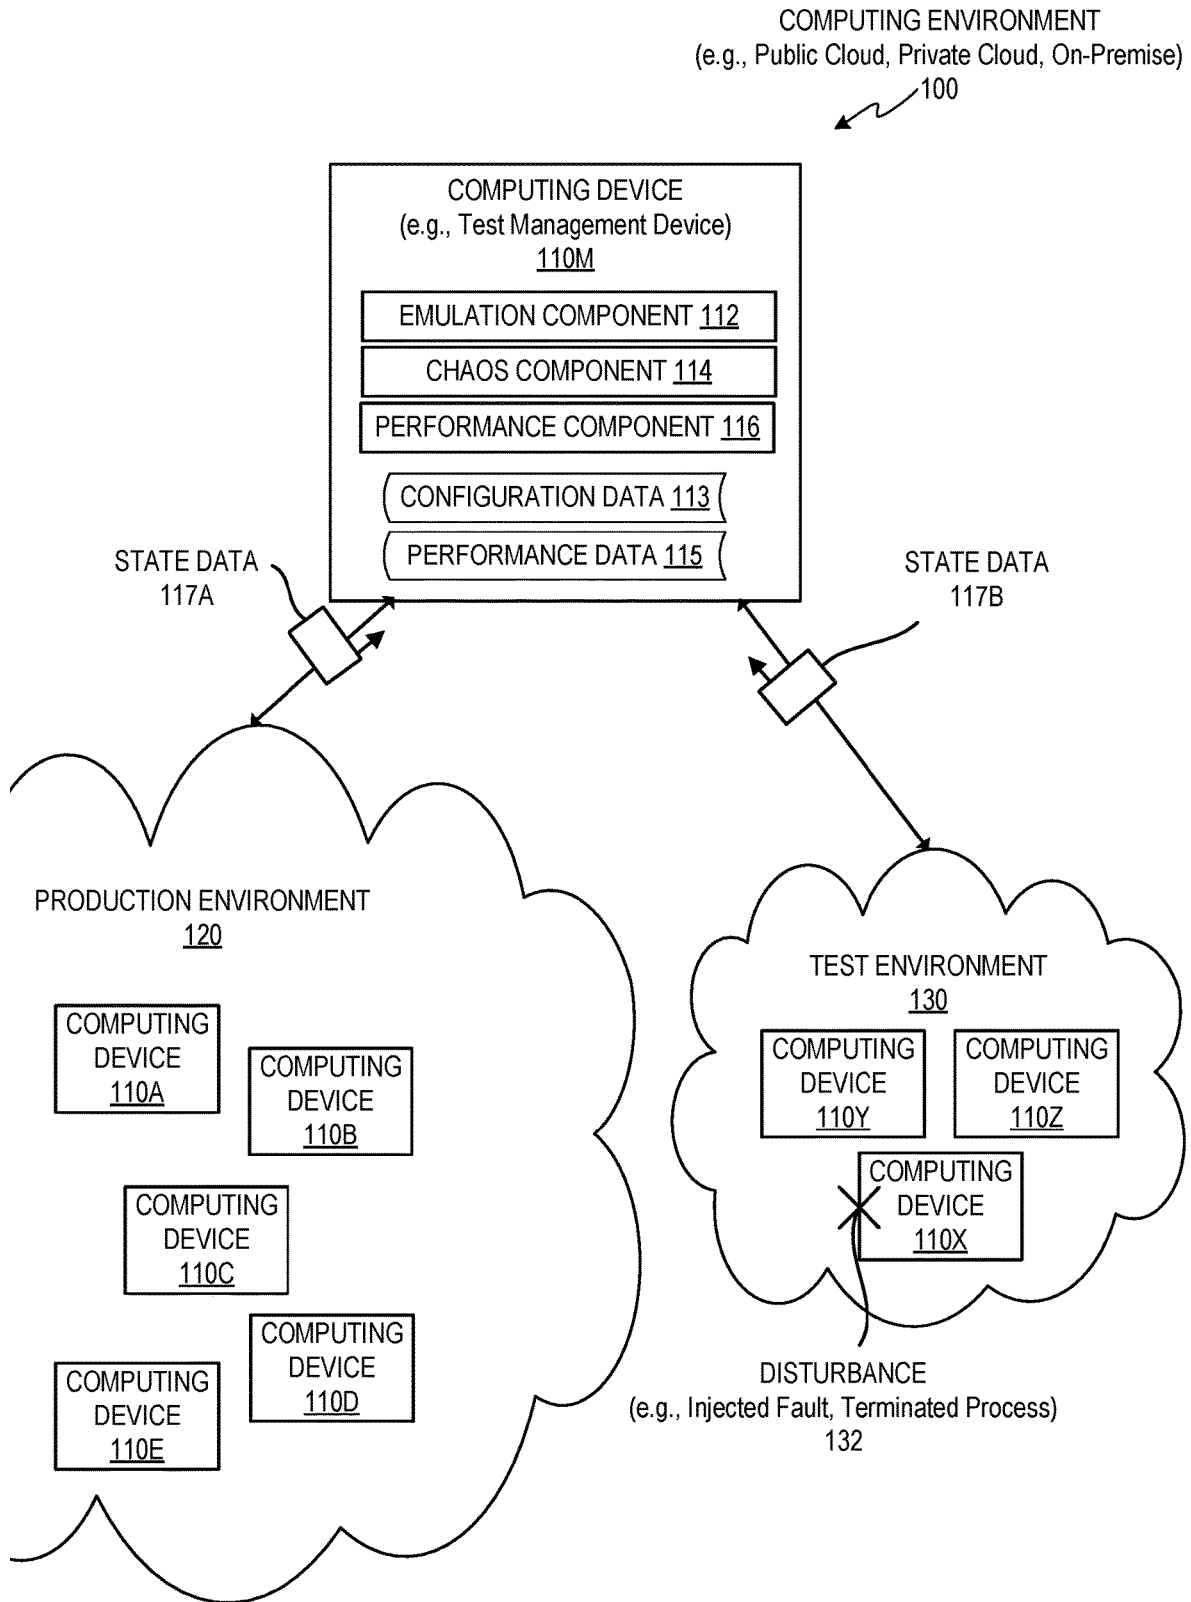 COMPUTING ENVIRONMENT
(e.g., Public Cloud, Private Cloud, On-Premise)
100
COMPUTING DEVICE
(e.g., Test Management Device)
110M
EMULATION COMPONENT 112
CHAOS COMPONENT 114
PERFORMANCE COMPONENT 116
CONFIGURATION DATA 113
PERFORMANCE DATA 115
STATE DATA
117A
STATE DATA
117B
PRODUCTION ENVIRONMENT
120
COMPUTING
DEVICE
110A
COMPUTING
DEVICE
110B
COMPUTING
DEVICE
110C
COMPUTING
DEVICE
110D
COMPUTING
DEVICE
110E
TEST ENVIRONMENT
130
COMPUTING
DEVICE
110Y
COMPUTING
DEVICE
110Z
COMPUTING
DEVICE
110X
DISTURBANCE
(e.g., Injected Fault, Terminated Process)
132